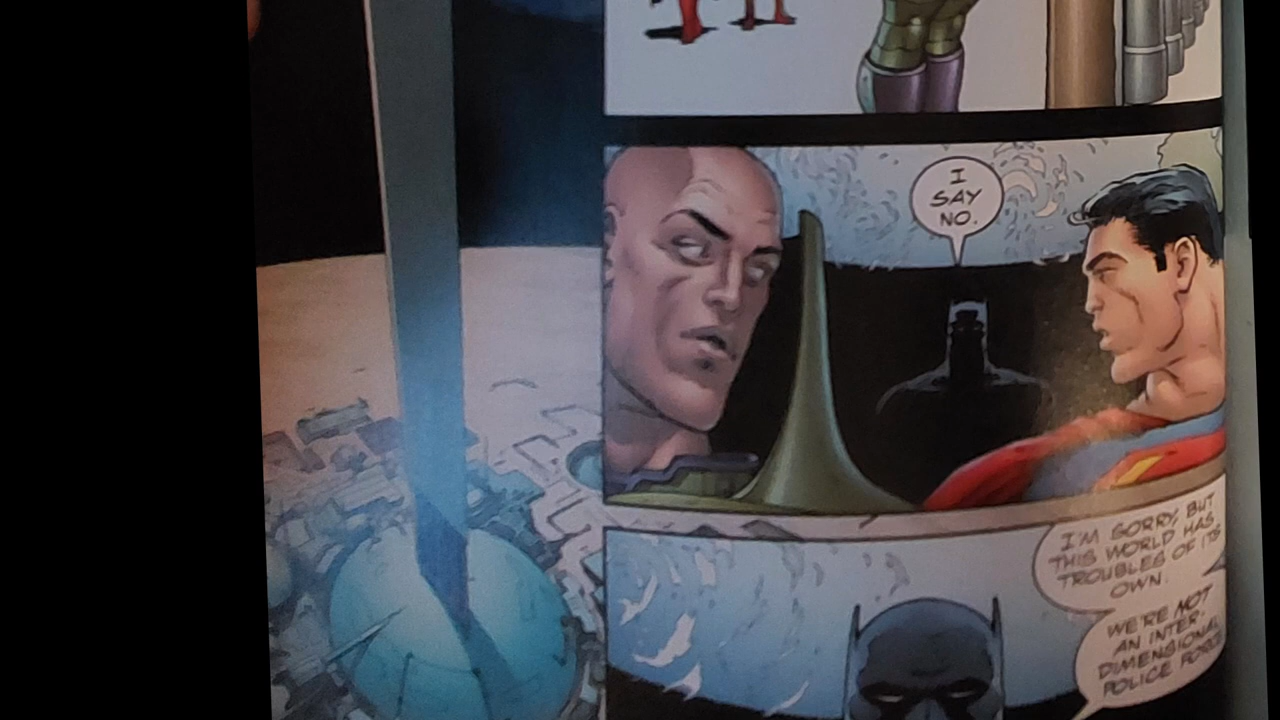 I
SAY
NO.
I'M SORRY, BUT
THIS WORLD HAS
TROUBLES OF ITS
OWN.
WE'RE NOT
AN INTER-
DIMENSIONAL
POLICE FORCE